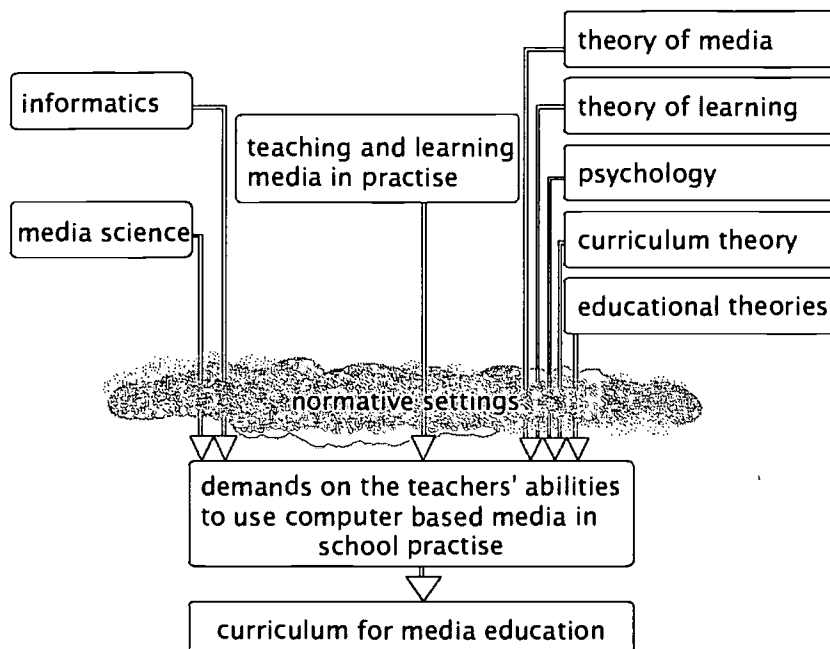 theory of media
informatics
theory of learning
teaching and learning
media in practise
psychology
media science
curriculum theory
educational theories
normative settings
demands on the teachers' abilities
to use computer based media in
school practise
curriculum for media education